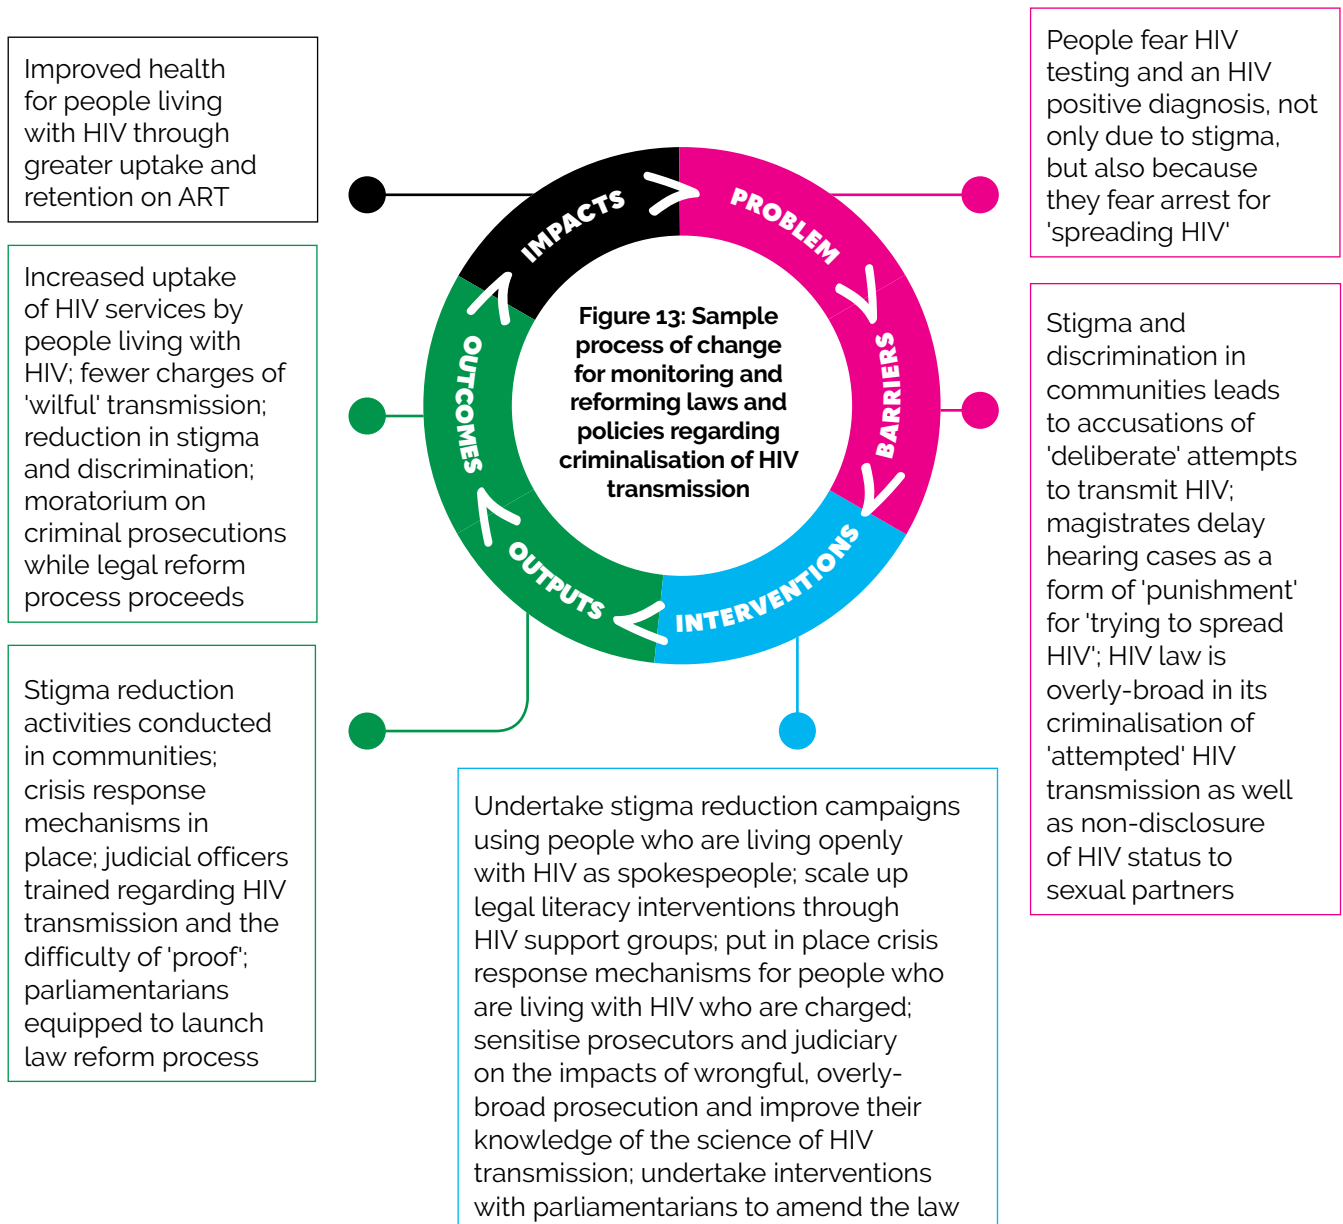 Improved health
for people living
with HIV through
greater uptake and
retention on ART
Increased uptake
of HIV services by
people living with
HIV; fewer charges of
'wilful' transmission;
reduction in stigma
and discrimination;
moratorium on
criminal prosecutions
while legal reform
process proceeds
Stigma reduction
activities conducted
in communities;
crisis response
mechanisms in
place; judicial officers
trained regarding HIV
transmission and the
difficulty of 'proof';
parliamentarians
equipped to launch
law reform process
IMPACTS
PROBLEM
BARRIERS
INTERVENTIONS
OUTPUTS
OUTCOMES
Figure 13: Sample
process of change
for monitoring and
reforming laws and
policies regarding
criminalisation of HIV
transmission
People fear HIV
testing and an HIV
positive diagnosis, not
only due to stigma,
but also because
they fear arrest for
'spreading HIV'
Stigma and
discrimination in
communities leads
to accusations of
'deliberate' attempts
to transmit HIV;
magistrates delay
hearing cases as a
form of 'punishment'
for 'trying to spread
HIV'; HIV law is
overly-broad in its
criminalisation of
'attempted' HIV
transmission as well
as non-disclosure
of HIV status to
sexual partners
Undertake stigma reduction campaigns
using people who are living openly
with HIV as spokespeople; scale up
legal literacy interventions through
HIV support groups; put in place crisis
response mechanisms for people who
are living with HIV who are charged;
sensitise prosecutors and judiciary
on the impacts of wrongful, overly-
broad prosecution and improve their
knowledge of the science of HIV
transmission; undertake interventions
with parliamentarians to amend the law